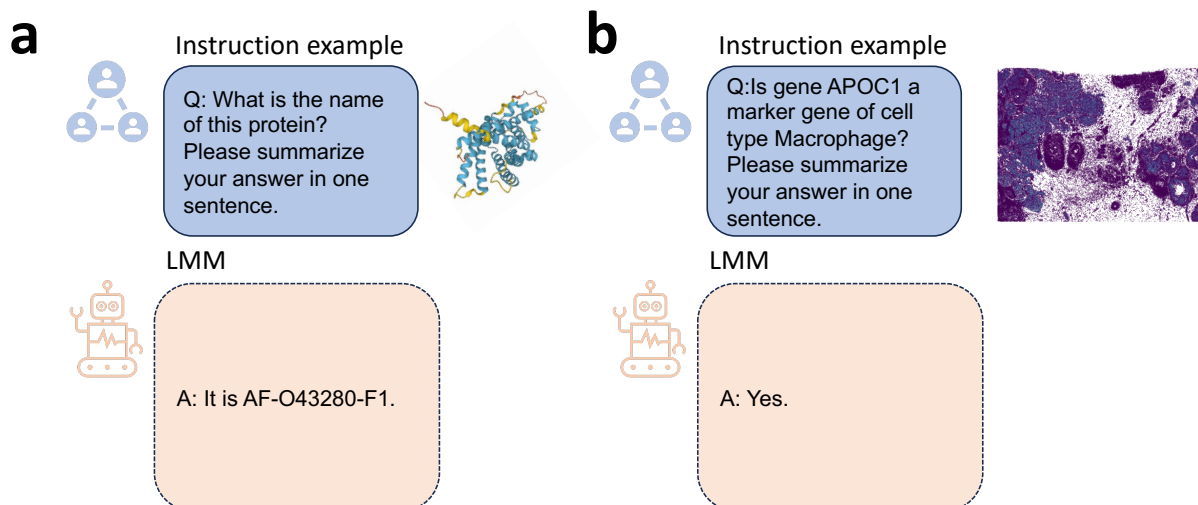 a
Instruction example
Q: What is the name
of this protein?
Please summarize
your answer in one
sentence.
LMM
A: It is AF-O43280-F1.
b
Instruction example
Q:Is gene APOC1 a
marker gene of cell
type Macrophage?
Please summarize
your answer in one
sentence.
LMM
A: Yes.